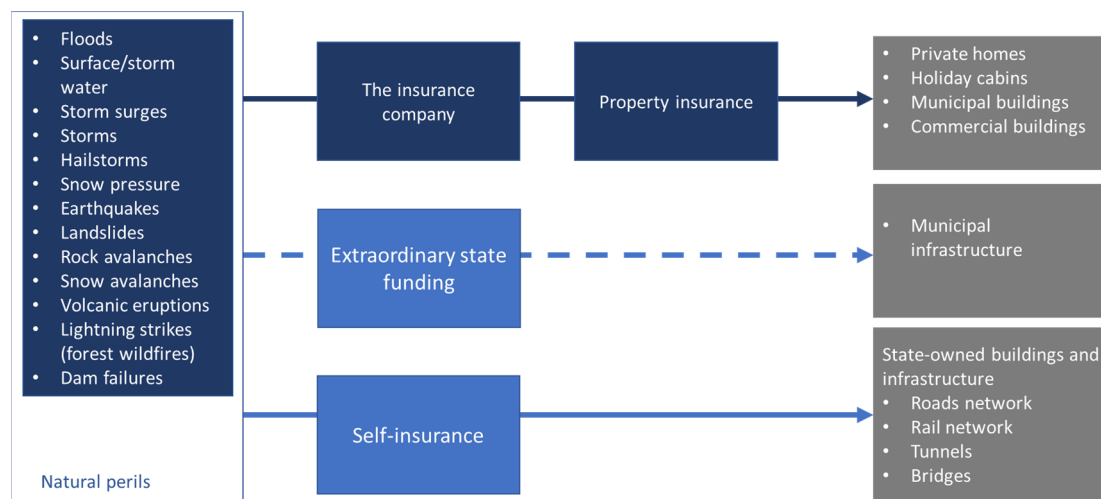 • Floods
• Surface/storm
water
• Storm surges
• Storms
• Hailstorms
• Snow pressure
• Earthquakes
• Landslides
• Rock avalanches
• Snow avalanches
• Volcanic eruptions
• Lightning strikes
(forest wildfires)
• Dam failures
Natural perils
The insurance
company
Property insurance
• Private homes
• Holiday cabins
• Municipal buildings
• Commercial buildings
Extraordinary state
funding
• Municipal
infrastructure
Self-insurance
State-owned buildings and
infrastructure
• Roads network
• Rail network
• Tunnels
• Bridges